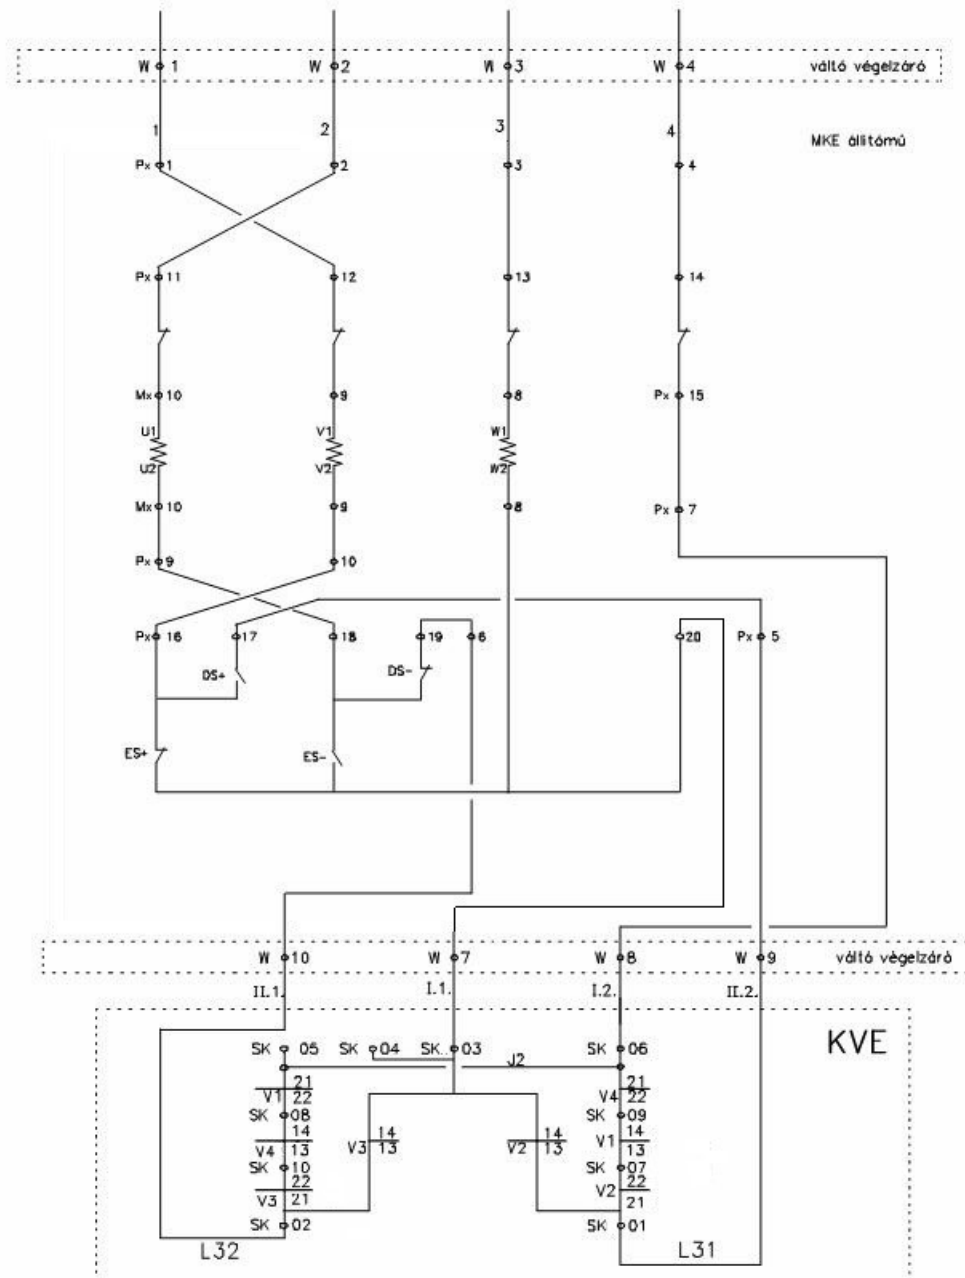 W 1 W 2 W 3 W 4 váltó végelzáró
1 2 3 4
MKE állítómű
Px 1 2 3 4
Px 11 12 13 14
Mx 10 9 8 Px 15
U1 V1 W1
U2 V2 W2
Mx 10 9 8 Px 7
Px 9 10
Px 16 17 18 19 6 20 Px 5
DS+ DS-
ES+ ES-
W 10 W 7 W 8 W 9 váltó végelzáró
II.1. I.1. I.2. II.2.
KVE
SK 05 SK 04 SK.. 03 SK 06
J2
21 21
V1 22 V4 22
SK 08 SK 09
14 14 14 14
V4 13 V3 13 V2 13 V1 13
SK 10 SK 07
22 22
V3 21 V2 21
SK 02 SK 01
L32 L31